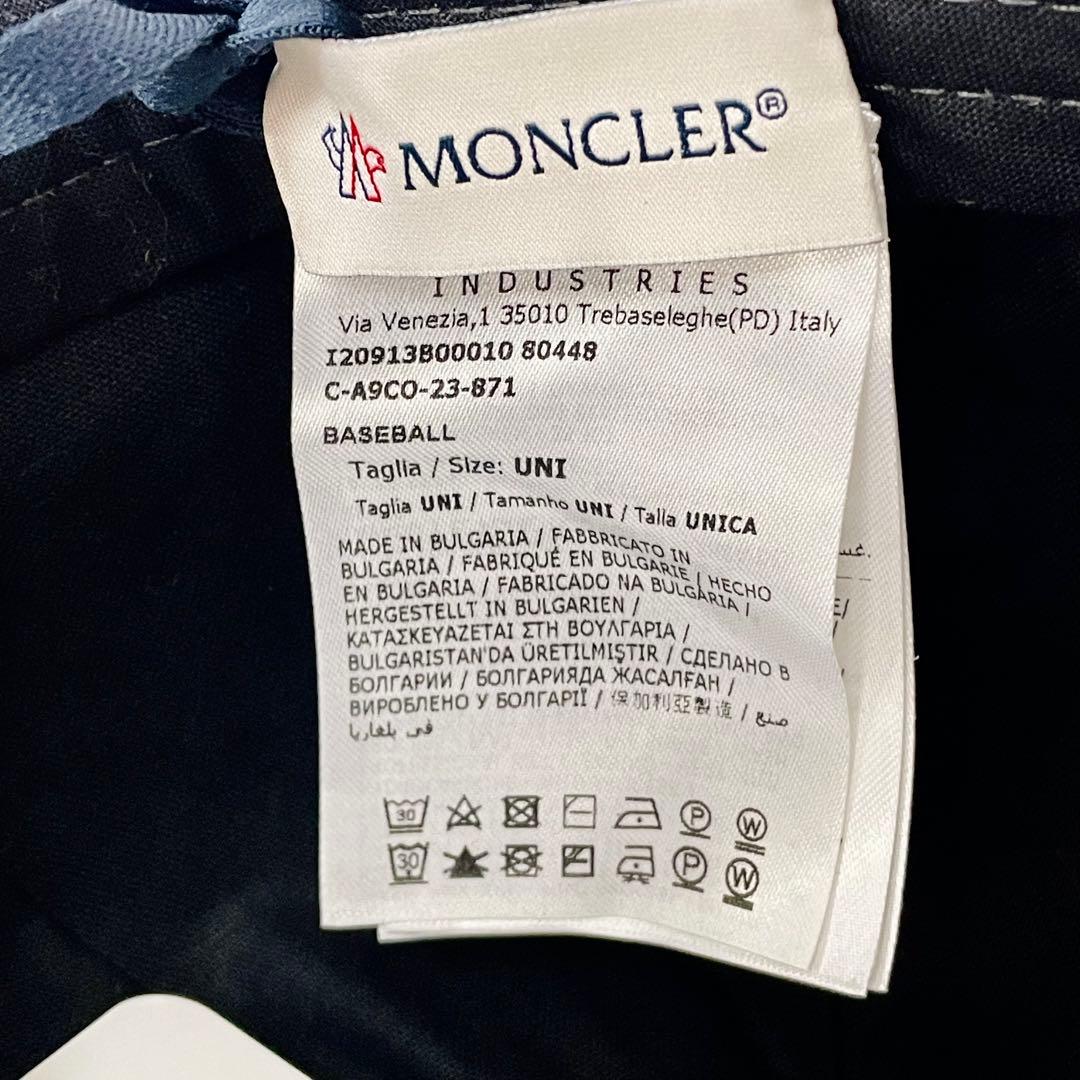 MONCLER®
INDUSTRIES
Via Venezia,1 35010 Trebaseleghe(PD) Italy
I20913B00010 80448
C-A9CO-23-871
BASEBALL
Taglia / Size: UNI
Taglia UNI / Tamanho UNI / Talla UNICA
MADE IN BULGARIA / FABBRICATO IN
BULGARIA / FABRIQUÉ EN BULGARIE / HECHO
EN BULGARIA / FABRICADO NA BULGÁRIA /
HERGESTELLT IN BULGARIEN /
ΚΑΤΑΣΚΕΥΑΖΕΤΑΙ ΣΤΗ ΒΟΥΛΓΑΡΙΑ /
BULGARISTAN'DA ÜRETILMIŞTIR / СДЕЛАНО В
БОЛГАРИИ / БОЛГАРИЯДА ЖАСАЛҒАН /
ВИРОБЛЕНО У БОЛГАРІЇ / 保加利亞製造 / صنع
في بلغاريا
30 P W
30 P W